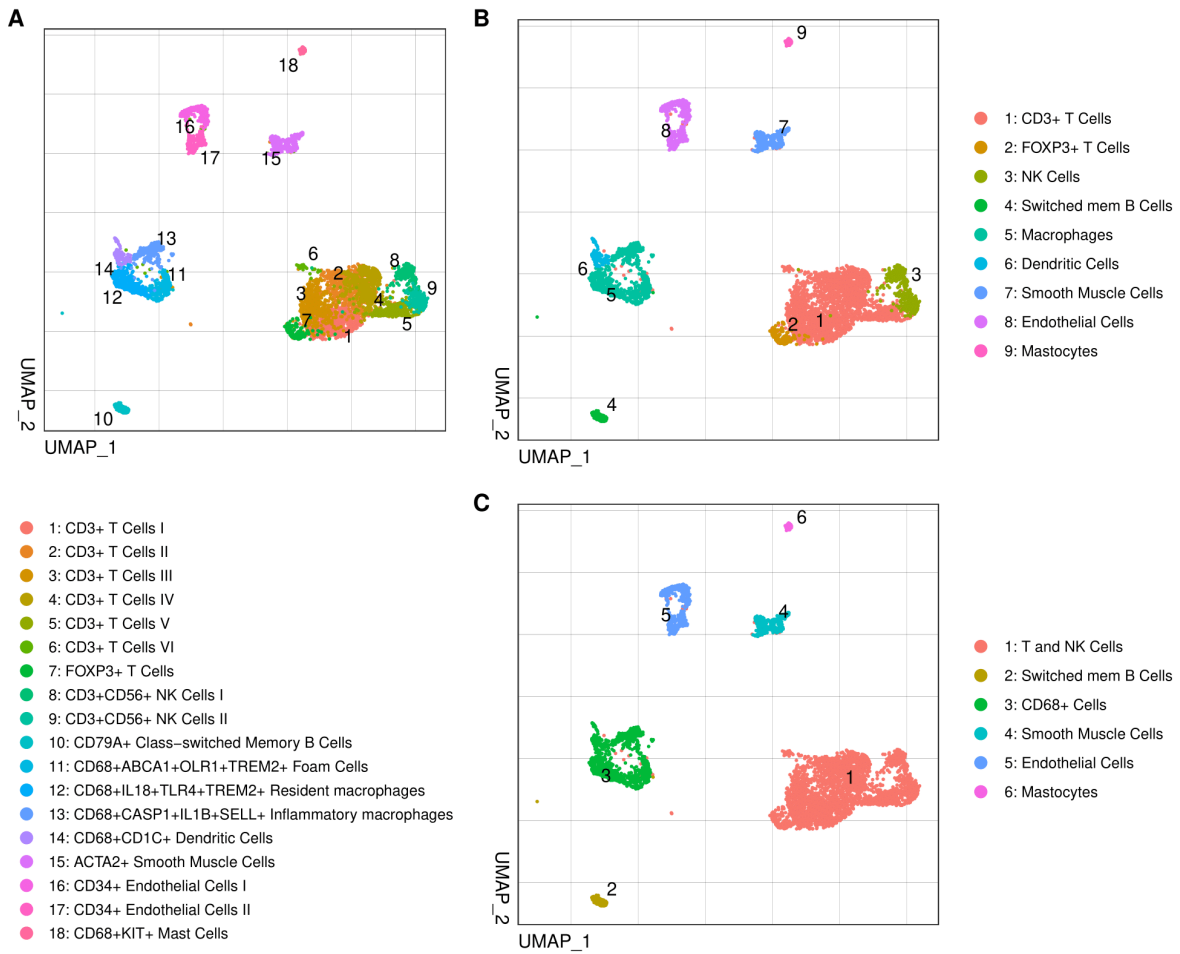 A
18
16
17
15
13
14
11
12
6
2
8
3
9
4
7
5
1
10
UMAP_2
UMAP_1
1: CD3+ T Cells I
2: CD3+ T Cells II
3: CD3+ T Cells III
4: CD3+ T Cells IV
5: CD3+ T Cells V
6: CD3+ T Cells VI
7: FOXP3+ T Cells
8: CD3+CD56+ NK Cells I
9: CD3+CD56+ NK Cells II
10: CD79A+ Class−switched Memory B Cells
11: CD68+ABCA1+OLR1+TREM2+ Foam Cells
12: CD68+IL18+TLR4+TREM2+ Resident macrophages
13: CD68+CASP1+IL1B+SELL+ Inflammatory macrophages
14: CD68+CD1C+ Dendritic Cells
15: ACTA2+ Smooth Muscle Cells
16: CD34+ Endothelial Cells I
17: CD34+ Endothelial Cells II
18: CD68+KIT+ Mast Cells
B
9
8
7
6
5
3
2
1
4
UMAP_2
UMAP_1
1: CD3+ T Cells
2: FOXP3+ T Cells
3: NK Cells
4: Switched mem B Cells
5: Macrophages
6: Dendritic Cells
7: Smooth Muscle Cells
8: Endothelial Cells
9: Mastocytes
C
6
5
4
3
1
2
UMAP_2
UMAP_1
1: T and NK Cells
2: Switched mem B Cells
3: CD68+ Cells
4: Smooth Muscle Cells
5: Endothelial Cells
6: Mastocytes